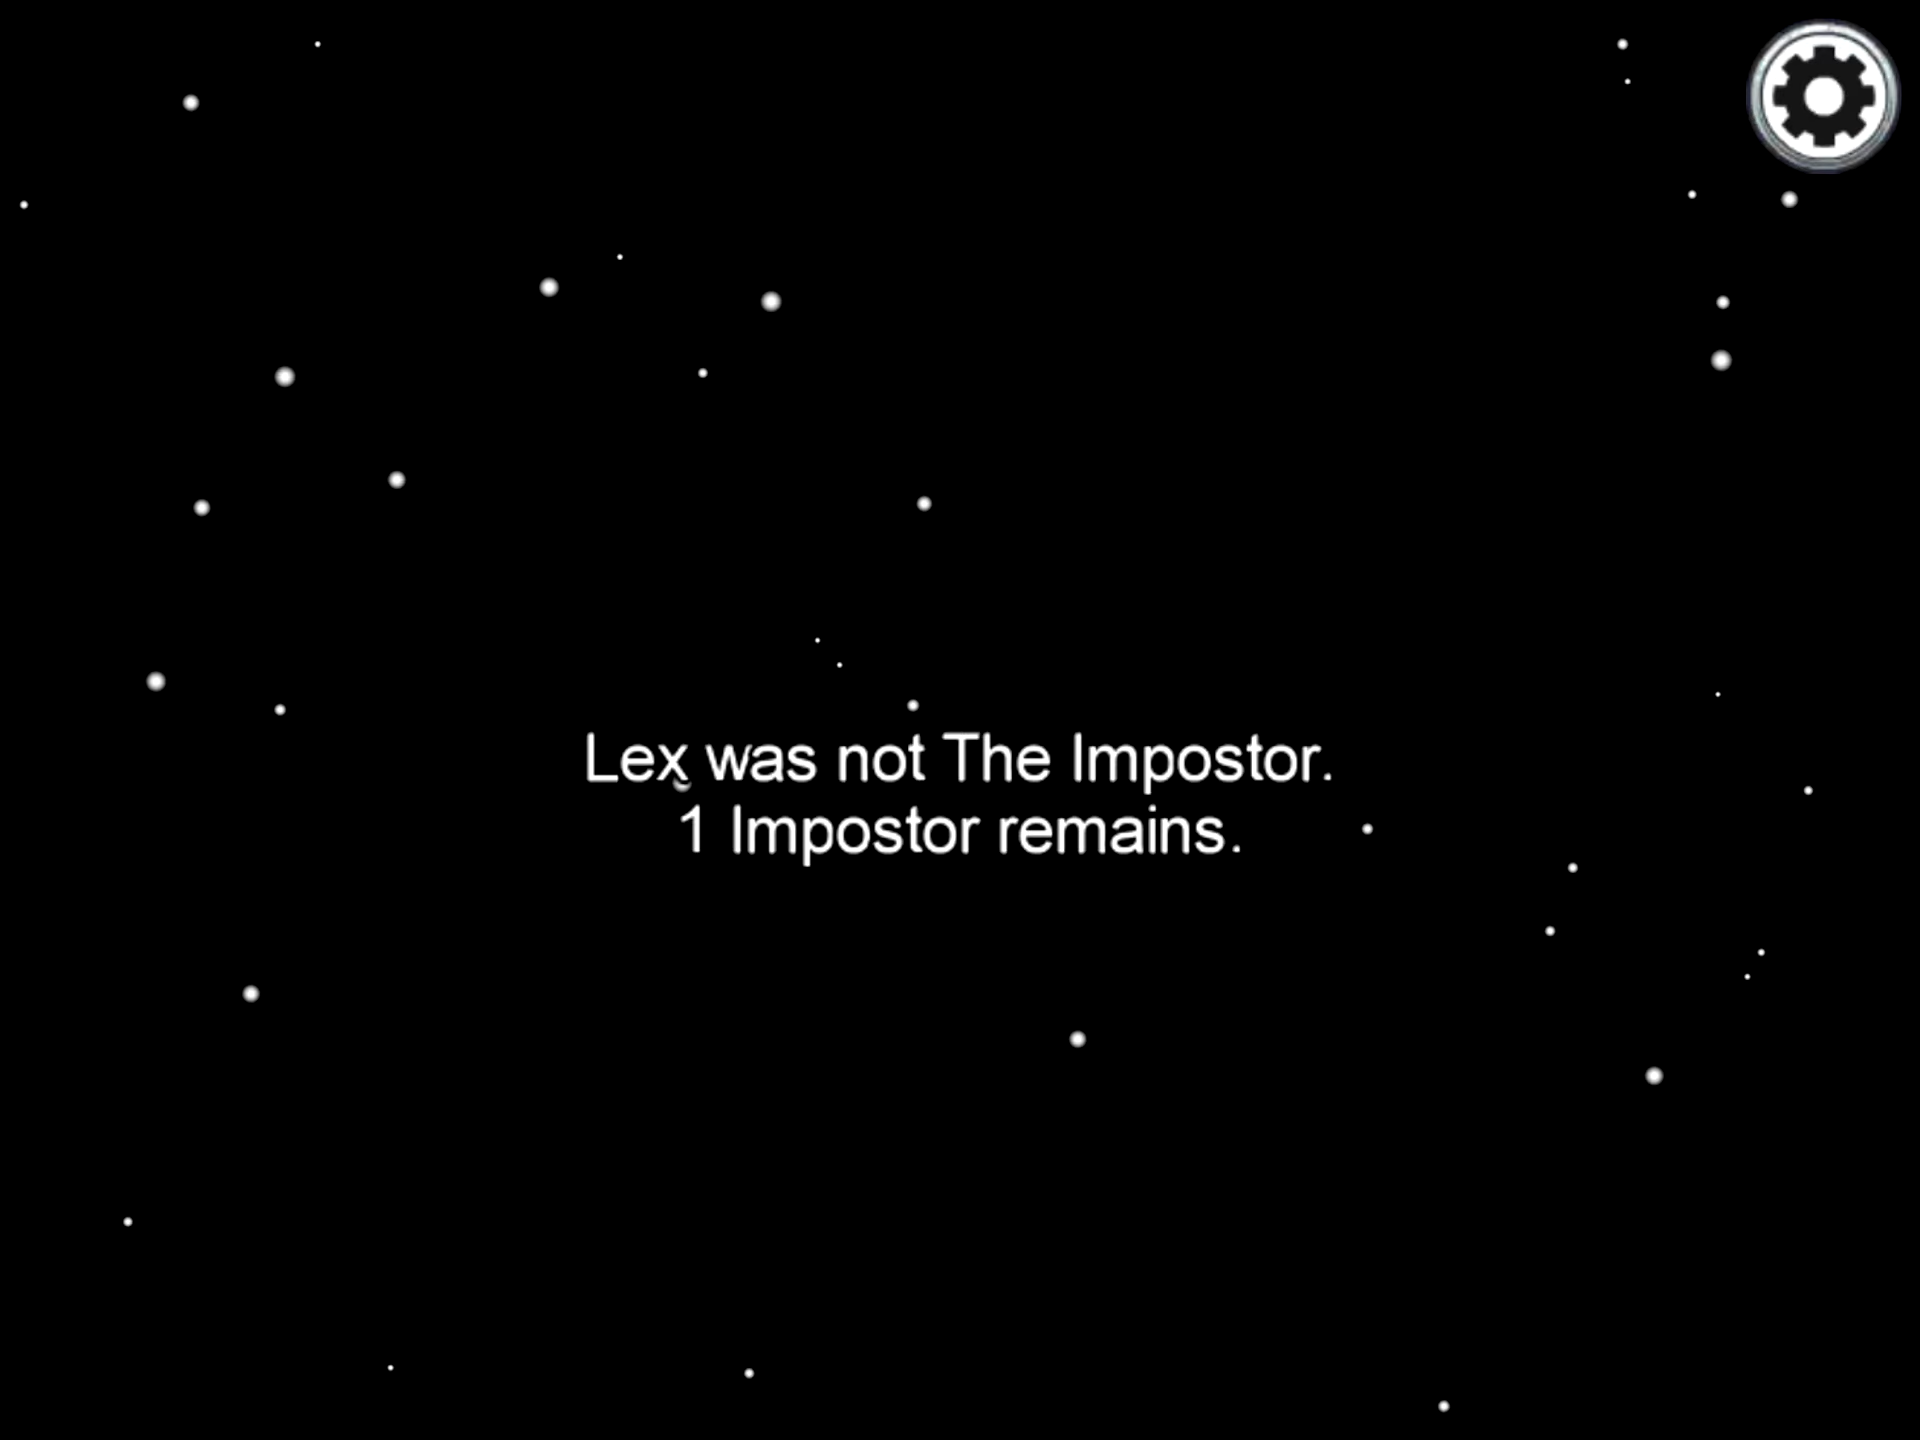 Lex was not The Impostor.
1 Impostor remains.